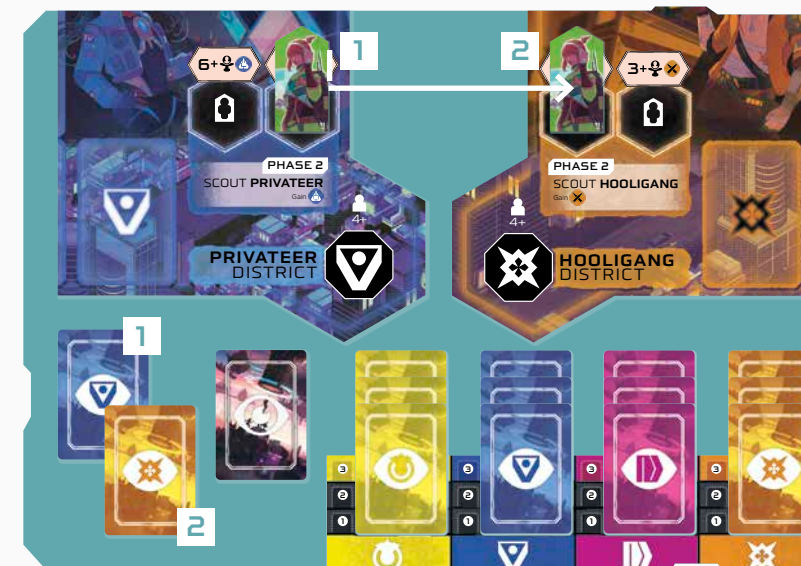 6+
1
2
3+
PHASE 2
SCOUT PRIVATEER
Gain
4+
PRIVATEER
DISTRICT
PHASE 2
SCOUT HOOLIGANG
Gain
4+
HOOLIGANG
DISTRICT
1
2
3
2
1
3
2
1
3
2
1
3
2
1